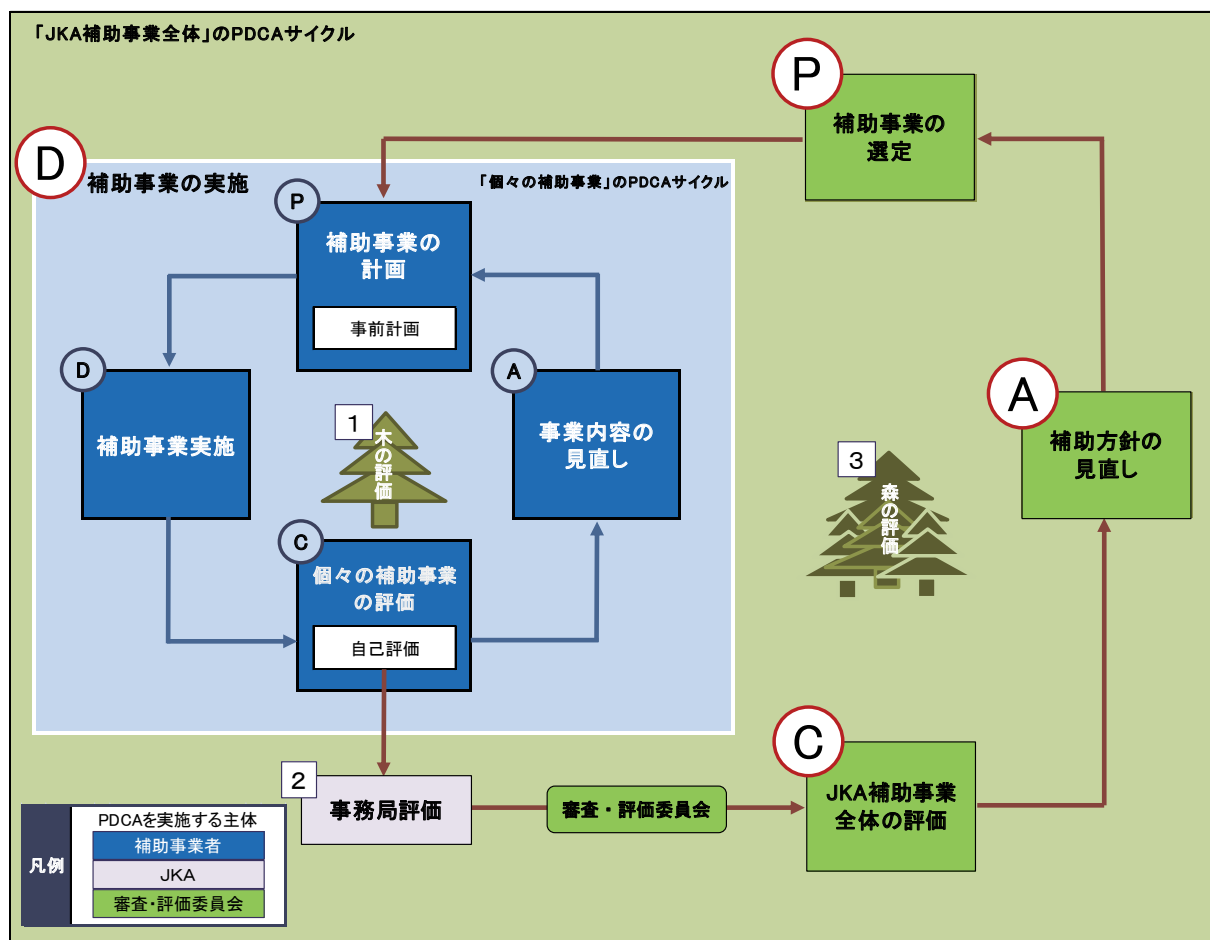 「JKA補助事業全体」のPDCAサイクル
P
補助事業の
選定
D
補助事業の実施
「個々の補助事業」のPDCAサイクル
P
補助事業の
計画
事前計画
D
補助事業実施
1
木の評価
A
事業内容の
見直し
C
個々の補助事業
の評価
自己評価
3
森の評価
A
補助方針の
見直し
2
事務局評価
審査・評価委員会
C
JKA補助事業
全体の評価
凡例
PDCAを実施する主体
補助事業者
JKA
審査・評価委員会